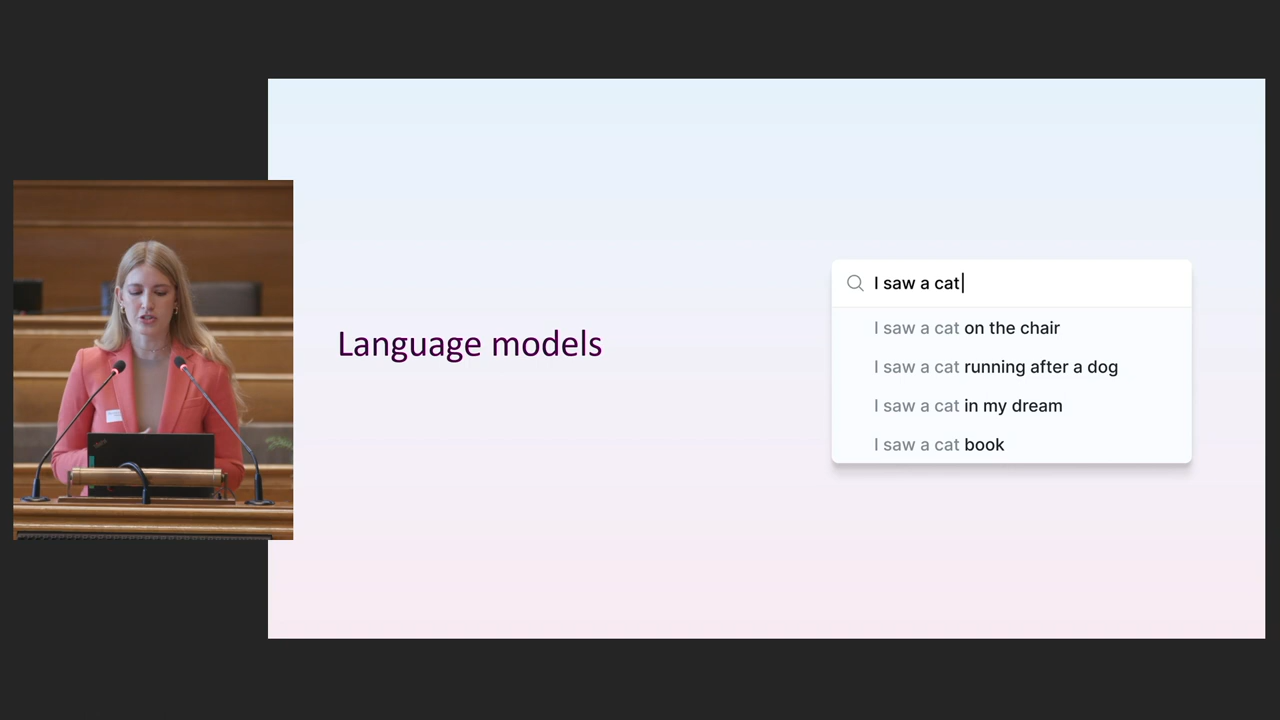 Language models
I saw a cat
I saw a cat on the chair
I saw a cat running after a dog
I saw a cat in my dream
I saw a cat book